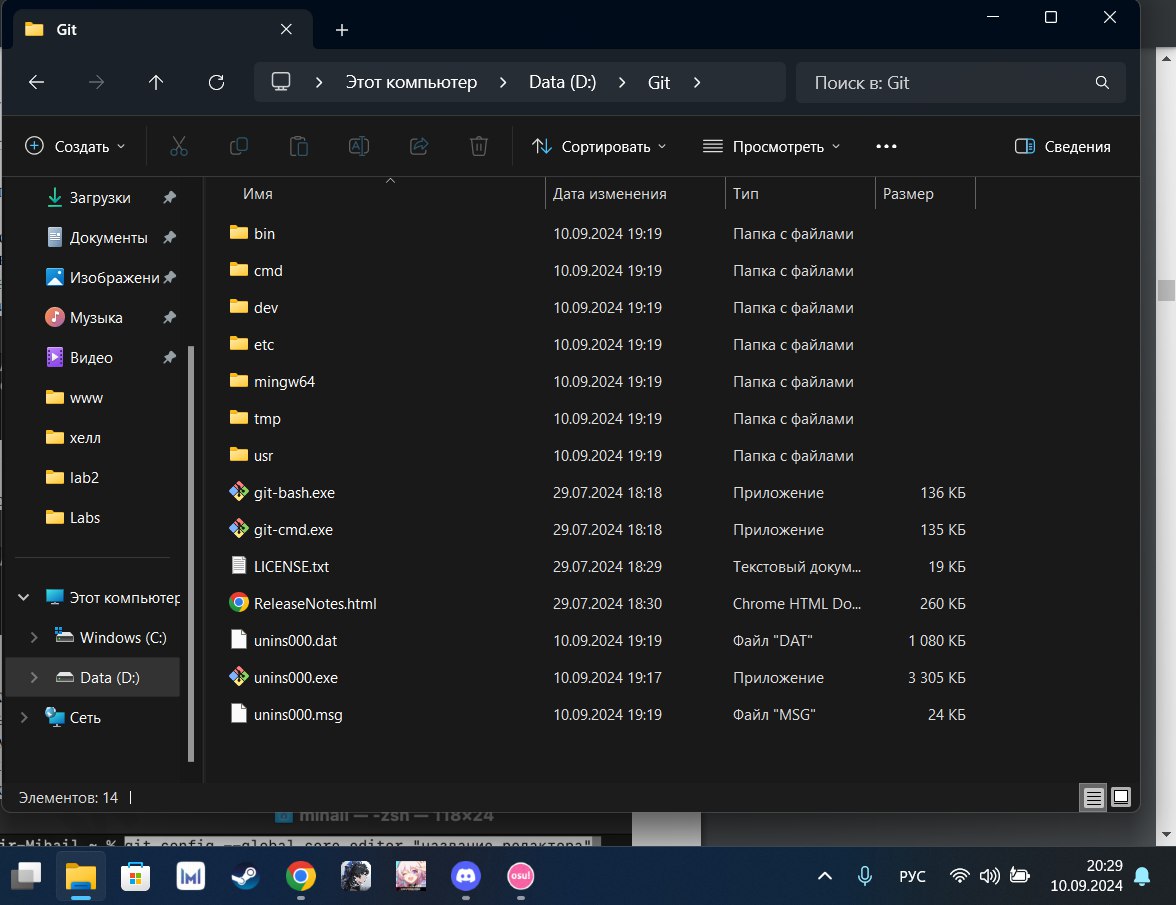 Git
Этот компьютер > Data (D:) > Git >
Поиск в: Git
Создать
Сортировать
Просмотреть
Сведения
Загрузки
Документы
Изображени
Музыка
Видео
www
хелл
lab2
Labs
Этот компьютер
Windows (C:)
Data (D:)
Сеть
Имя Дата изменения Тип Размер
bin 10.09.2024 19:19 Папка с файлами
cmd 10.09.2024 19:19 Папка с файлами
dev 10.09.2024 19:19 Папка с файлами
etc 10.09.2024 19:19 Папка с файлами
mingw64 10.09.2024 19:19 Папка с файлами
tmp 10.09.2024 19:19 Папка с файлами
usr 10.09.2024 19:19 Папка с файлами
git-bash.exe 29.07.2024 18:18 Приложение 136 КБ
git-cmd.exe 29.07.2024 18:18 Приложение 135 КБ
LICENSE.txt 29.07.2024 18:29 Текстовый докум... 19 КБ
ReleaseNotes.html 29.07.2024 18:30 Chrome HTML Do... 260 КБ
unins000.dat 10.09.2024 19:19 Файл "DAT" 1 080 КБ
unins000.exe 10.09.2024 19:17 Приложение 3 305 КБ
unins000.msg 10.09.2024 19:19 Файл "MSG" 24 КБ
Элементов: 14
mihail — -zsh — 118×24
ir-Mihail ~ % git config --global core.editor "название редактора"
osu!
РУС
20:29
10.09.2024